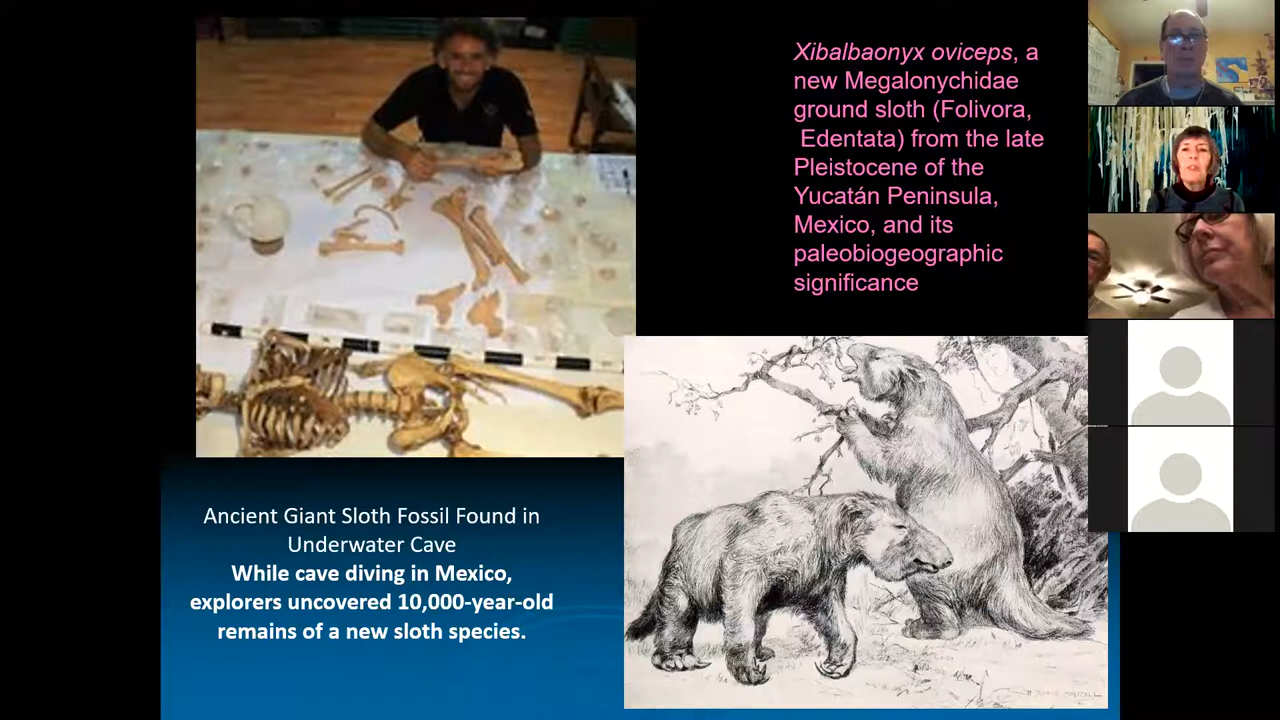 Xibalbaonyx oviceps, a
new Megalonychidae
ground sloth (Folivora,
Edentata) from the late
Pleistocene of the
Yucatán Peninsula,
Mexico, and its
paleobiogeographic
significance
Ancient Giant Sloth Fossil Found in
Underwater Cave
While cave diving in Mexico,
explorers uncovered 10,000-year-old
remains of a new sloth species.